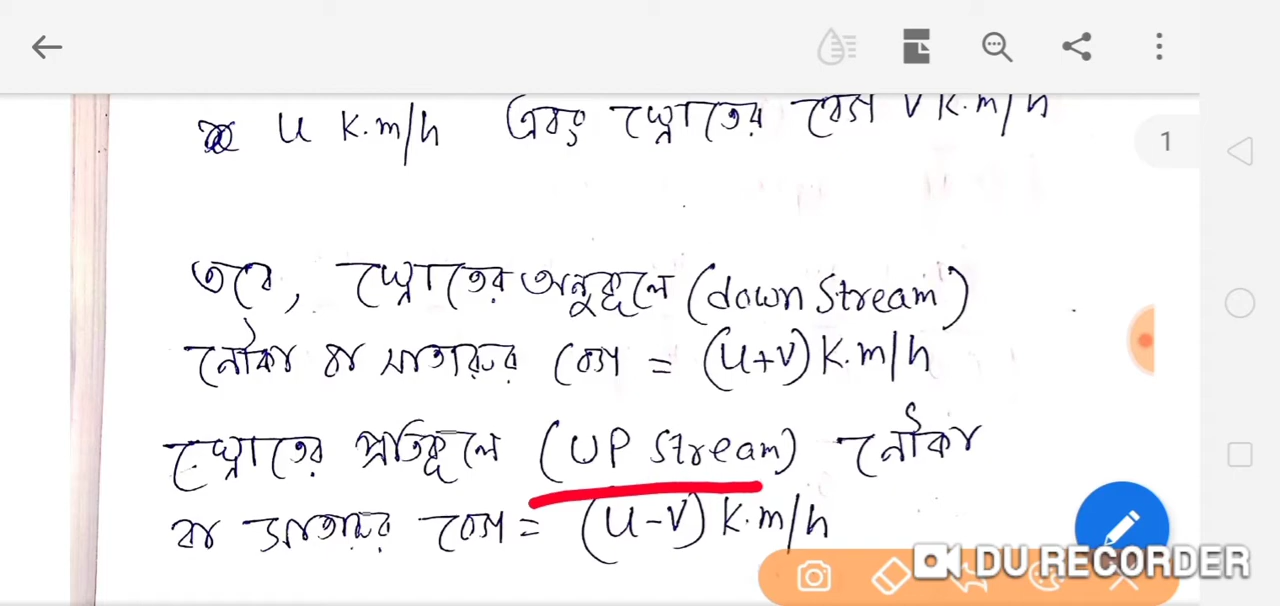 U K.m/h এবং স্রোতের বেগ V K.m/h
1
তবে, স্রোতের অনুকূলে (down Stream)
নৌকা বা সাতারুর বেগ = (U+V) K.m/h
স্রোতের প্রতিকূলে (UP Stream) নৌকা
বা সাতারুর বেগ = (U-V) K.m/h
DU RECORDER